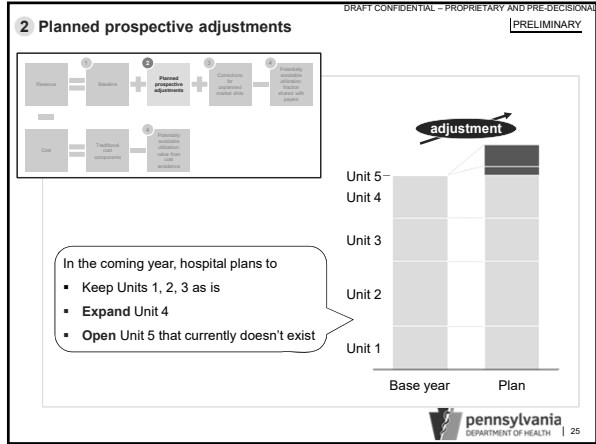 DRAFT CONFIDENTIAL – PROPRIETARY AND PRE-DECISIONAL
2 Planned prospective adjustments
PRELIMINARY
1
2
3
4
Revenue
Baseline
Planned
prospective
adjustments
Corrections
for
unplanned
market shifts
Potentially
avoidable
utilization
fraction
shared with
payers
4
Cost
Traditional
cost
components
Potentially
avoidable
utilization
value from
cost
avoidance
adjustment
Unit 5
Unit 4
Unit 3
Unit 2
Unit 1
In the coming year, hospital plans to
▪ Keep Units 1, 2, 3 as is
▪ Expand Unit 4
▪ Open Unit 5 that currently doesn't exist
Base year
Plan
pennsylvania
DEPARTMENT OF HEALTH
25